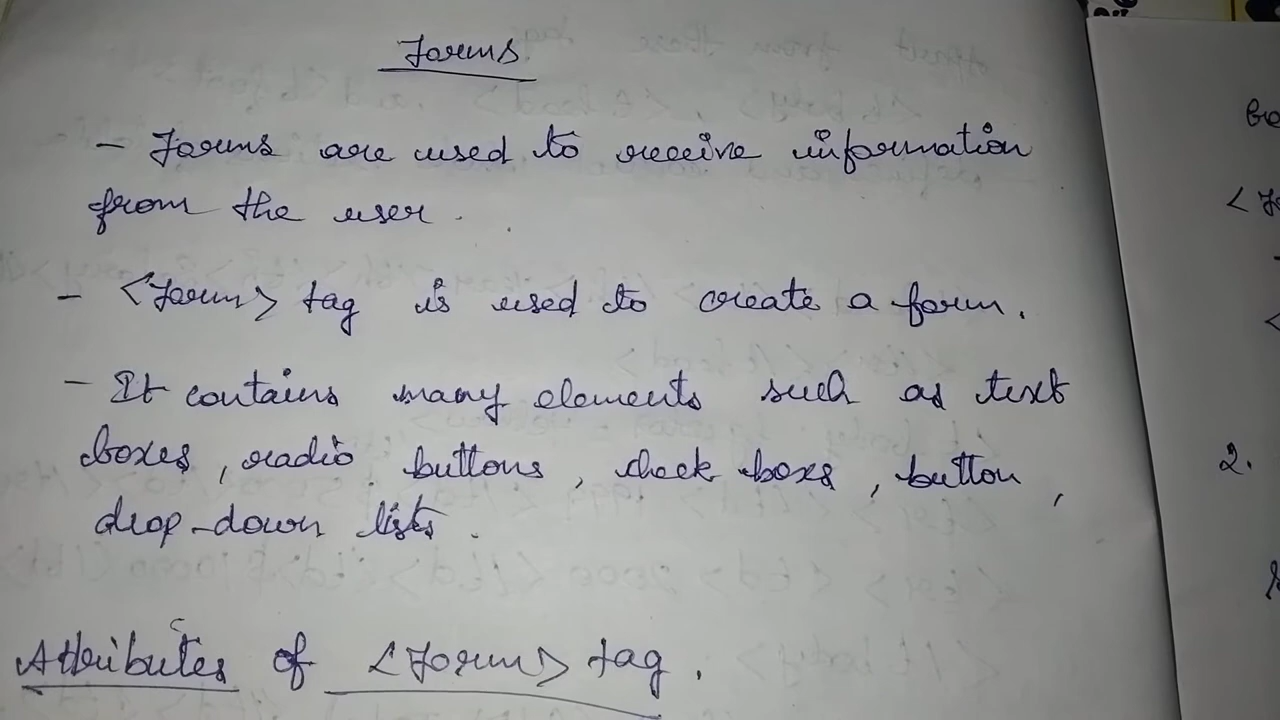 Forms
- Forms are used to receive information
from the user.
- <Form> tag is used to create a form.
- It contains many elements such as text
boxes, radio buttons, check boxes, button,
drop-down lists.
Attributes of <Form> tag.
2.